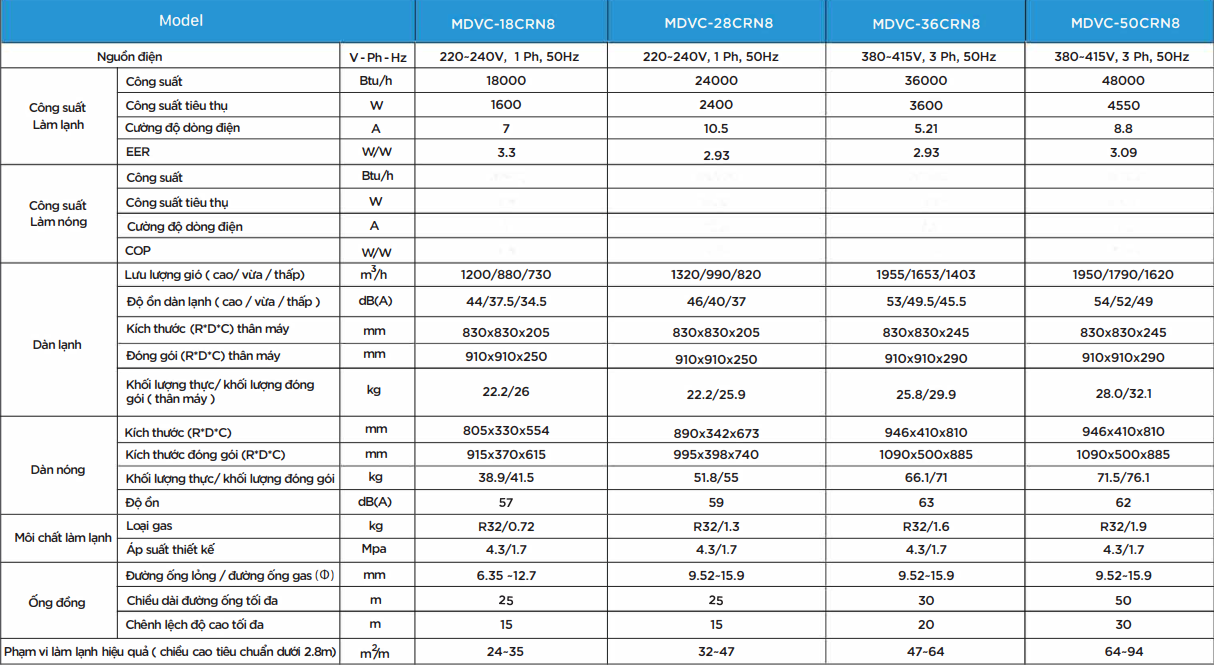 Model MDVC-18CRN8 MDVC-28CRN8 MDVC-36CRN8 MDVC-50CRN8
Nguồn điện V - Ph - Hz 220-240V, 1 Ph, 50Hz 220-240V, 1 Ph, 50Hz 380-415V, 3 Ph, 50Hz 380-415V, 3 Ph, 50Hz
Công suất Làm lạnh
Công suất Btu/h 18000 24000 36000 48000
Công suất tiêu thụ W 1600 2400 3600 4550
Cường độ dòng điện A 7 10.5 5.21 8.8
EER W/W 3.3 2.93 2.93 3.09
Công suất Làm nóng
Công suất Btu/h
Công suất tiêu thụ W
Cường độ dòng điện A
COP W/W
Dàn lạnh
Lưu lượng gió ( cao/ vừa / thấp) m³/h 1200/880/730 1320/990/820 1955/1653/1403 1950/1790/1620
Độ ồn dàn lạnh ( cao / vừa / thấp ) dB(A) 44/37.5/34.5 46/40/37 53/49.5/45.5 54/52/49
Kích thước (R*D*C) thân máy mm 830x830x205 830x830x205 830x830x245 830x830x245
Đóng gói (R*D*C) thân máy mm 910x910x250 910x910x250 910x910x290 910x910x290
Khối lượng thực/ khối lượng đóng
gói ( thân máy ) kg 22.2/26 22.2/25.9 25.8/29.9 28.0/32.1
Dàn nóng
Kích thước (R*D*C) mm 805x330x554 890x342x673 946x410x810 946x410x810
Kích thước đóng gói (R*D*C) mm 915x370x615 995x398x740 1090x500x885 1090x500x885
Khối lượng thực/ khối lượng đóng gói kg 38.9/41.5 51.8/55 66.1/71 71.5/76.1
Độ ồn dB(A) 57 59 63 62
Môi chất làm lạnh
Loại gas kg R32/0.72 R32/1.3 R32/1.6 R32/1.9
Áp suất thiết kế Mpa 4.3/1.7 4.3/1.7 4.3/1.7 4.3/1.7
Ống đồng
Đường ống lỏng / đường ống gas (Φ) mm 6.35 ~12.7 9.52~15.9 9.52~15.9 9.52~15.9
Chiều dài đường ống tối đa m 25 25 30 50
Chênh lệch độ cao tối đa m 15 15 20 30
Phạm vi làm lạnh hiệu quả ( chiều cao tiêu chuẩn dưới 2.8m) m²/m 24~35 32~47 47~64 64~94